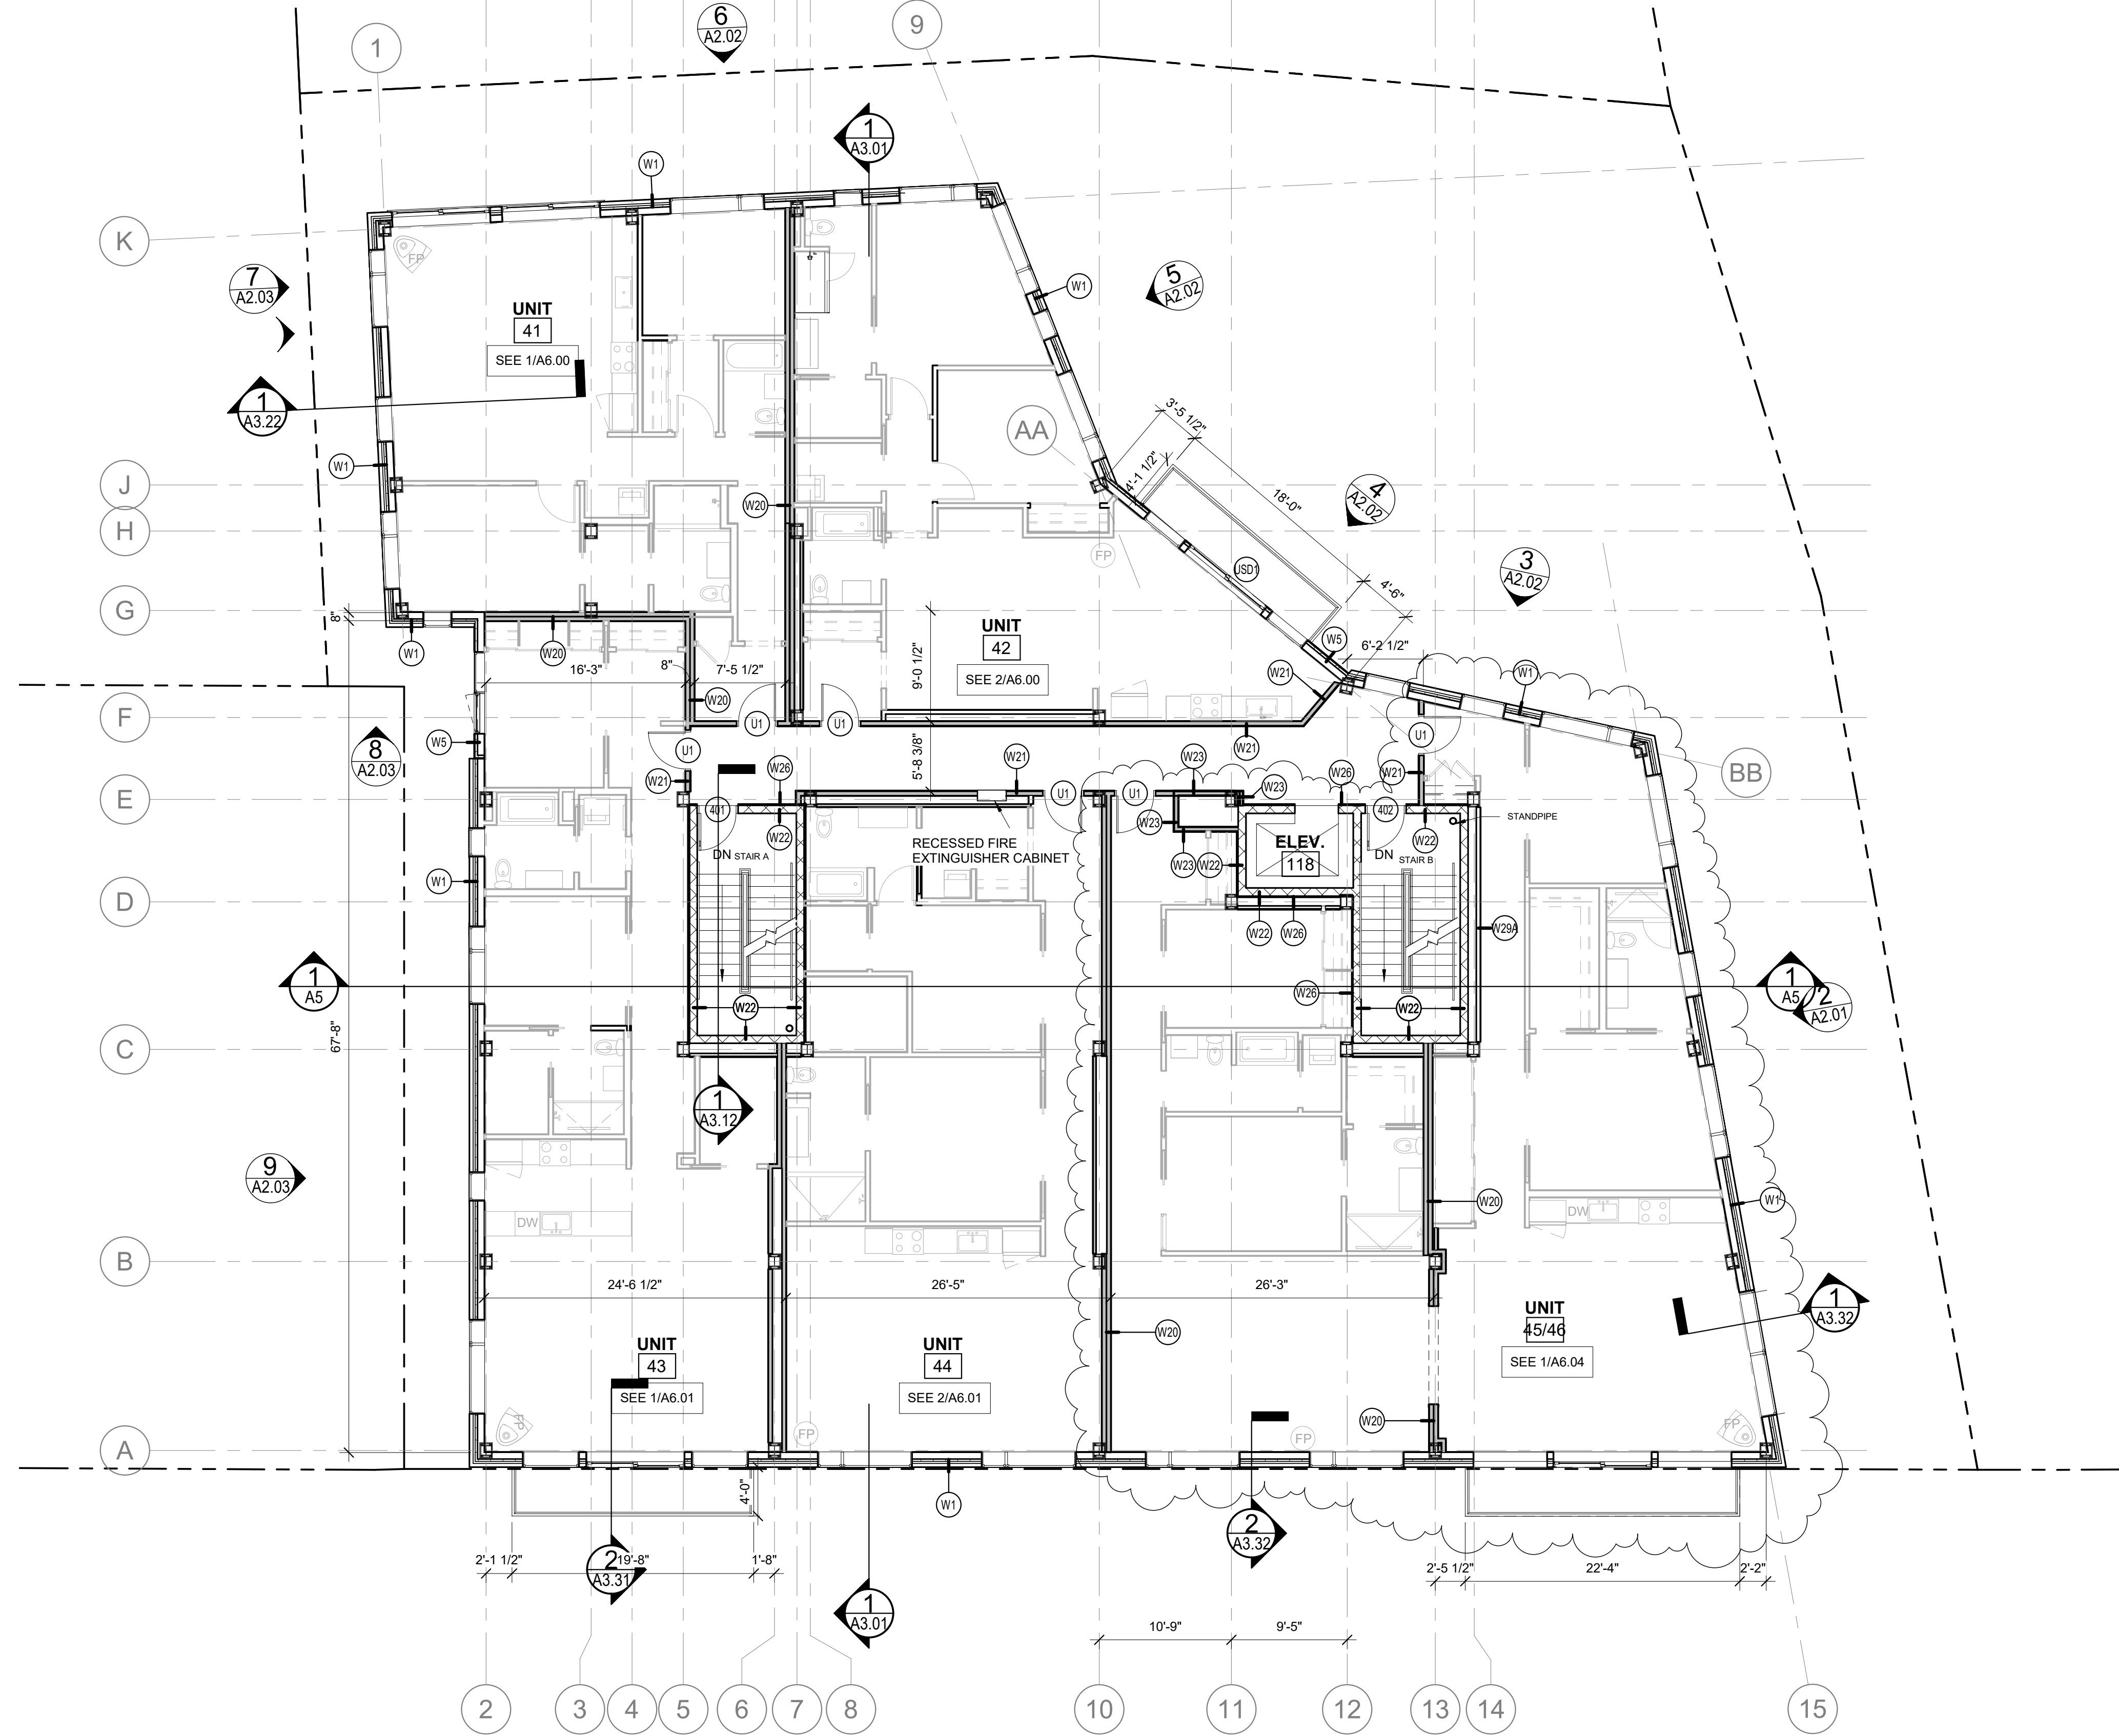 6
A2.02
9
1
1
A3.01
W1
K
7
A2.03
5
A2.02
W1
FP
UNIT
41
SEE 1/A6.00
1
A3.22
3'-5 1/2"
AA
4'-1 1/2"
W1
J
18'-0"
4
A2.02
W20
H
FP
USD1
3
A2.02
4'-6"
G
8"
UNIT
42
SEE 2/A6.00
W5
6'-2 1/2"
W1
W20
16'-3"
8"
7'-5 1/2"
9'-0 1/2"
W21
W1
W20
F
U1
U1
U1
W21
U1
8
A2.03
W5
5'-8 3/8"
W21
W26
W21
W23
W26
W21
BB
E
401
U1
U1
W23
402
STANDPIPE
W22
W23
W22
RECESSED FIRE
EXTINGUISHER CABINET
ELEV.
118
DN STAIR A
DN STAIR B
W23
W22
W1
D
W22
W26
W29A
1
A5
W26
1
A5
2
A2.01
W22
W22
67'-8"
C
1
A3.12
9
A2.03
W20
W1
DW
DW
B
24'-6 1/2"
26'-5"
26'-3"
1
A3.32
UNIT
45/46
SEE 1/A6.04
W20
UNIT
43
SEE 1/A6.01
UNIT
44
SEE 2/A6.01
FP
FP
FP
W20
FP
A
4'-0"
W1
2
A3.32
2'-1 1/2"
19'-8"
1'-8"
2
A3.31
2'-5 1/2"
22'-4"
2'-2"
1
A3.01
10'-9"
9'-5"
2
3
4
5
6
7
8
10
11
12
13
14
15